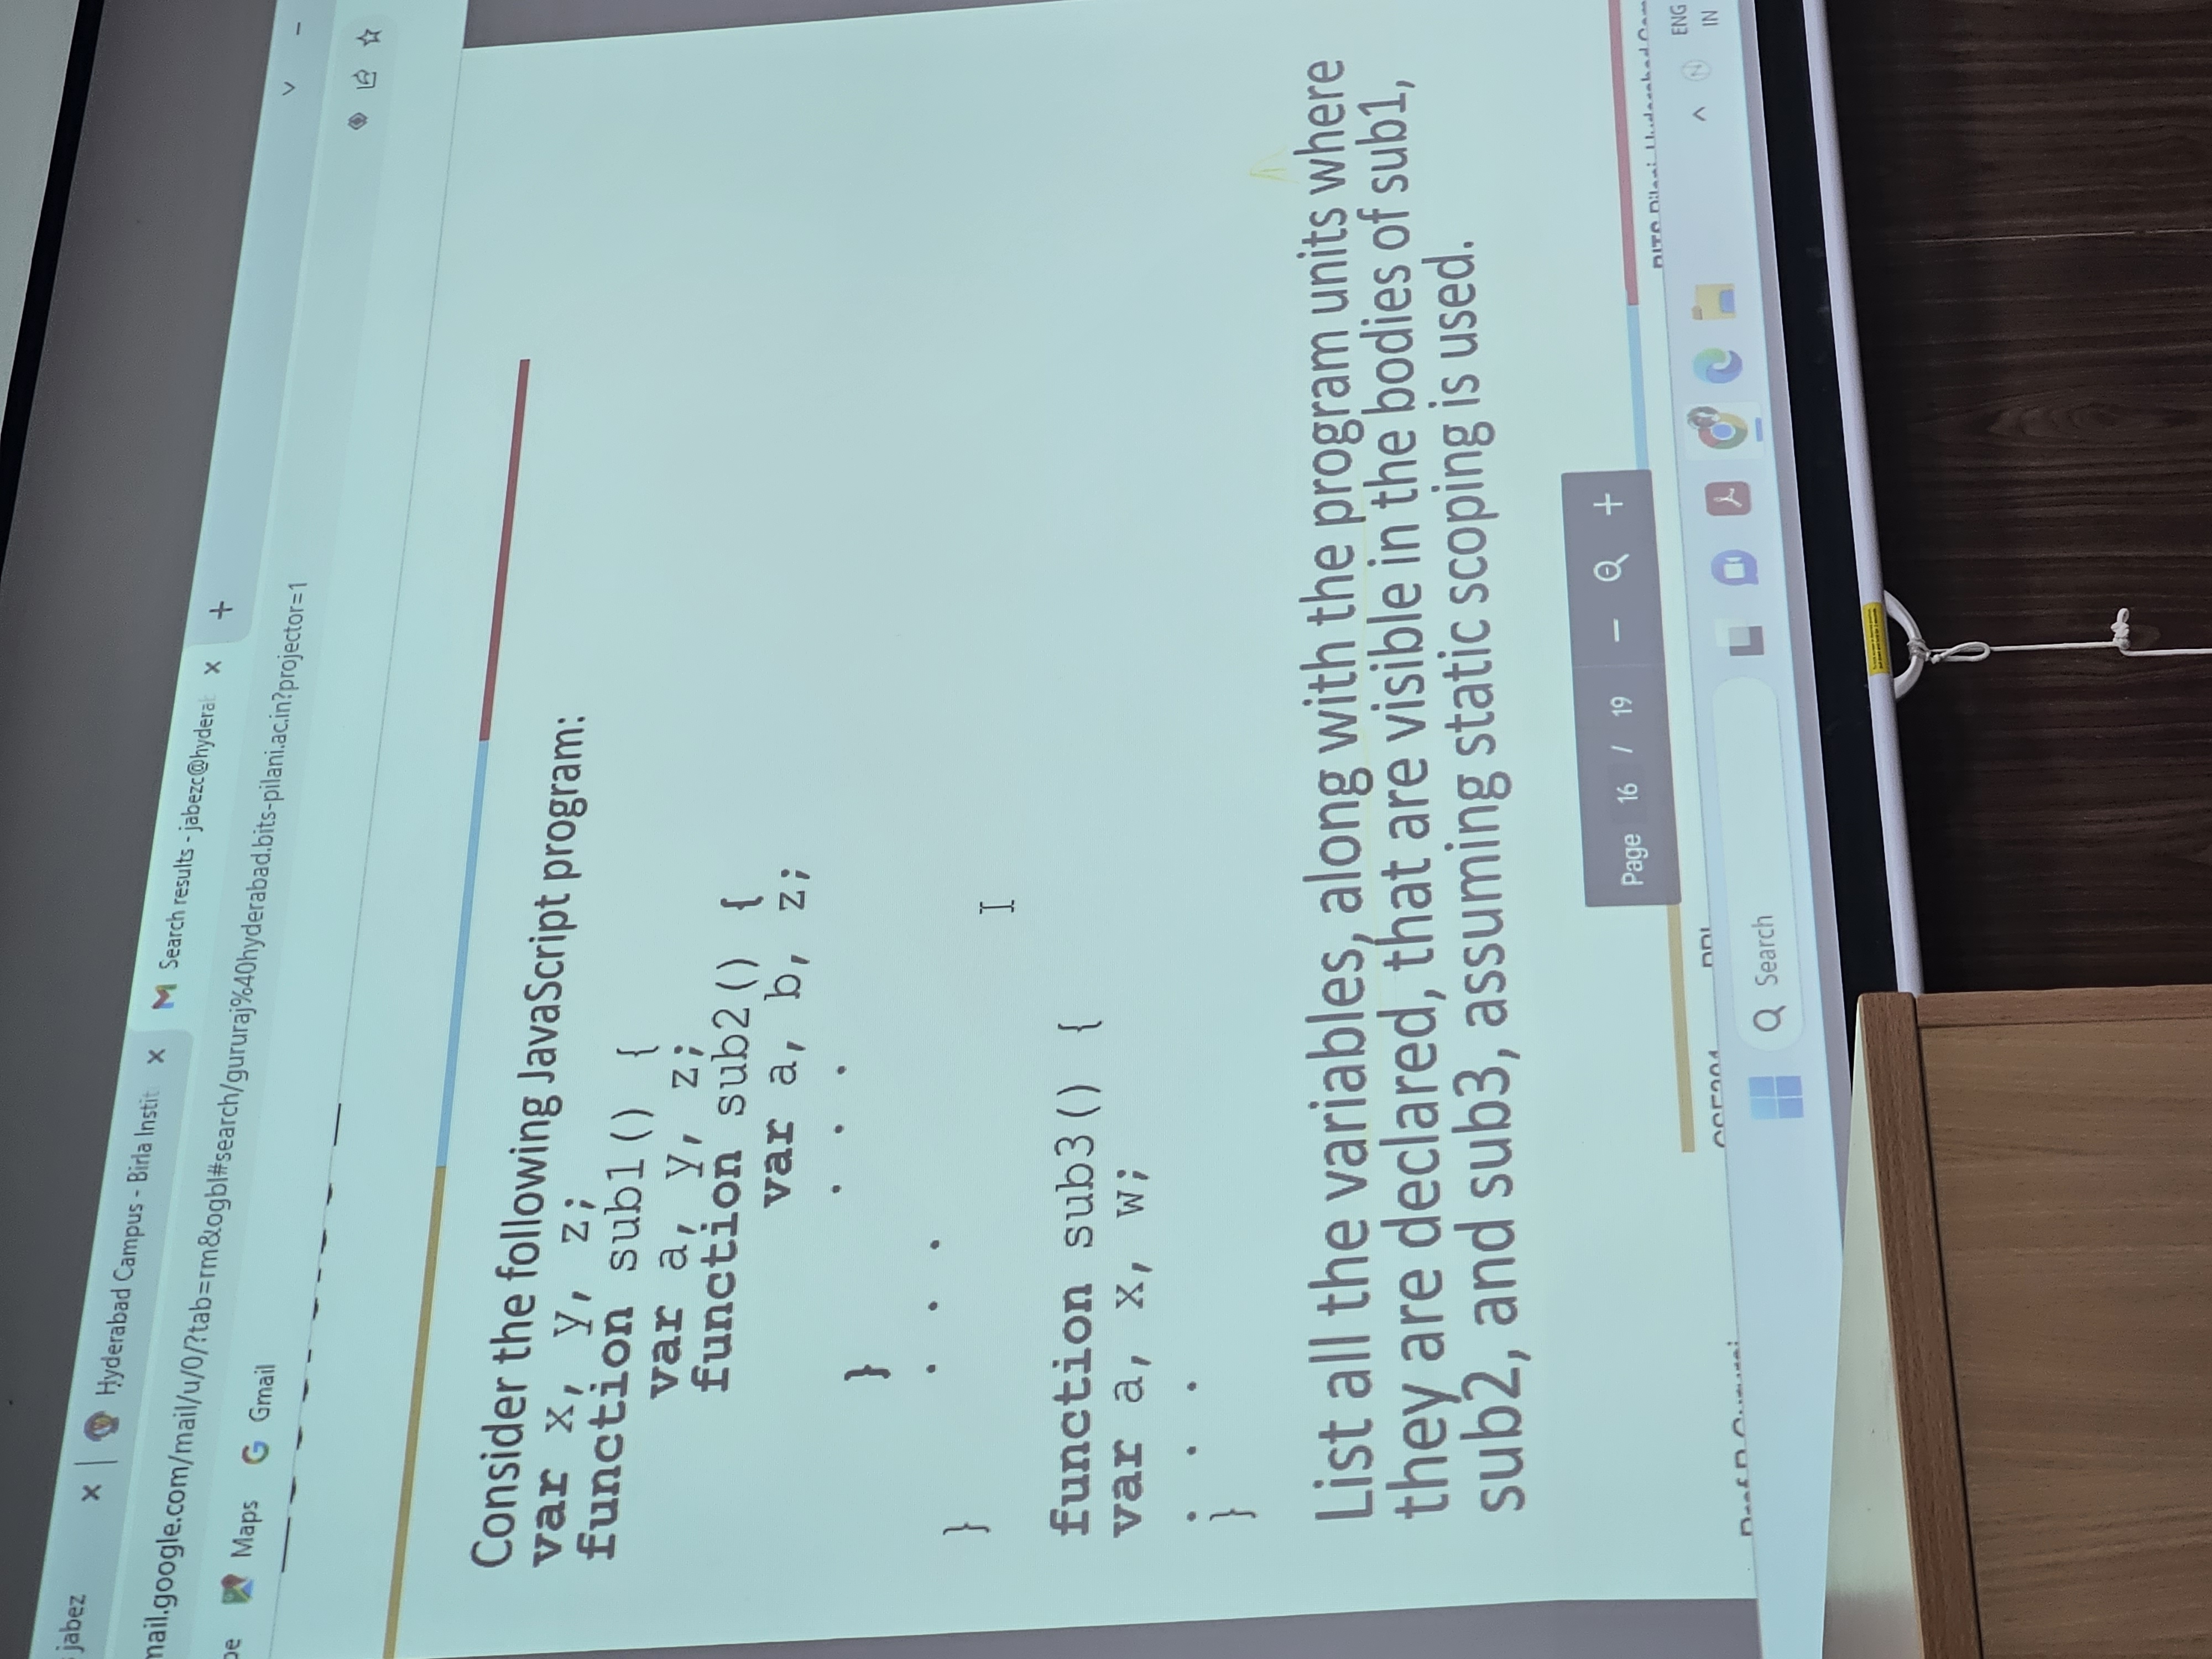 jabez
Hyderabad Campus - Birla Instit
Search results - jabezc@hyderab
mail.google.com/mail/u/0/?tab=rm&ogbl#search/gururaj%40hyderabad.bits-pilani.ac.in?projector=1
Maps
Gmail
Consider the following JavaScript program:
var x, y, z;
function sub1() {
var a, y, z;
function sub2() {
var a, b, z;
. . .
}
. . .
}
function sub3() {
var a, x, w;
. . .
}
List all the variables, along with the program units where
they are declared, that are visible in the bodies of sub1,
sub2, and sub3, assuming static scoping is used.
Page 16 / 19
BITS Pilani, Hyderabad Cam
Prof R Gururaj
Search
ENG
IN